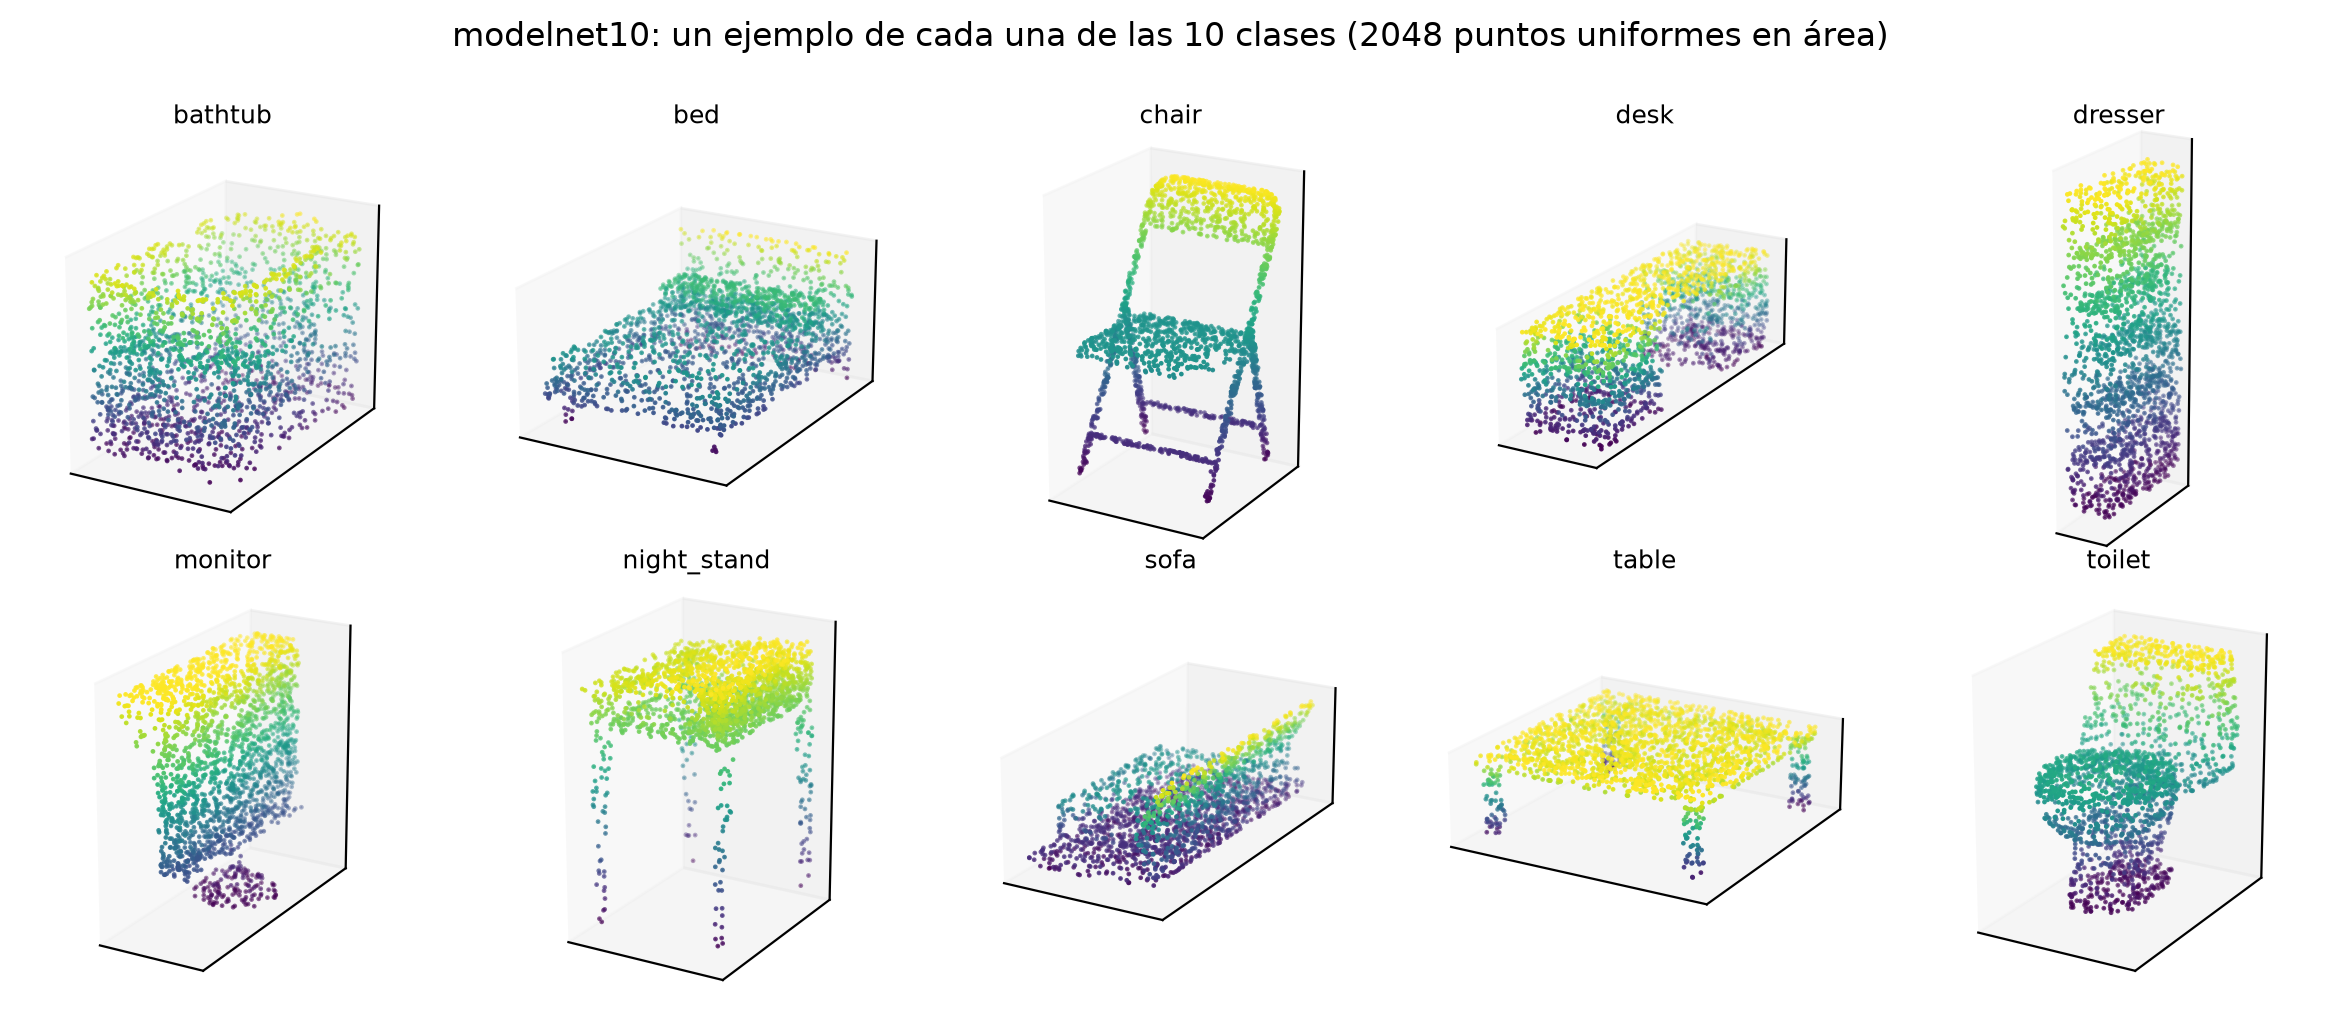 modelnet10: un ejemplo de cada una de las 10 clases (2048 puntos uniformes en área)
bathtub
bed
chair
desk
dresser
monitor
night_stand
sofa
table
toilet